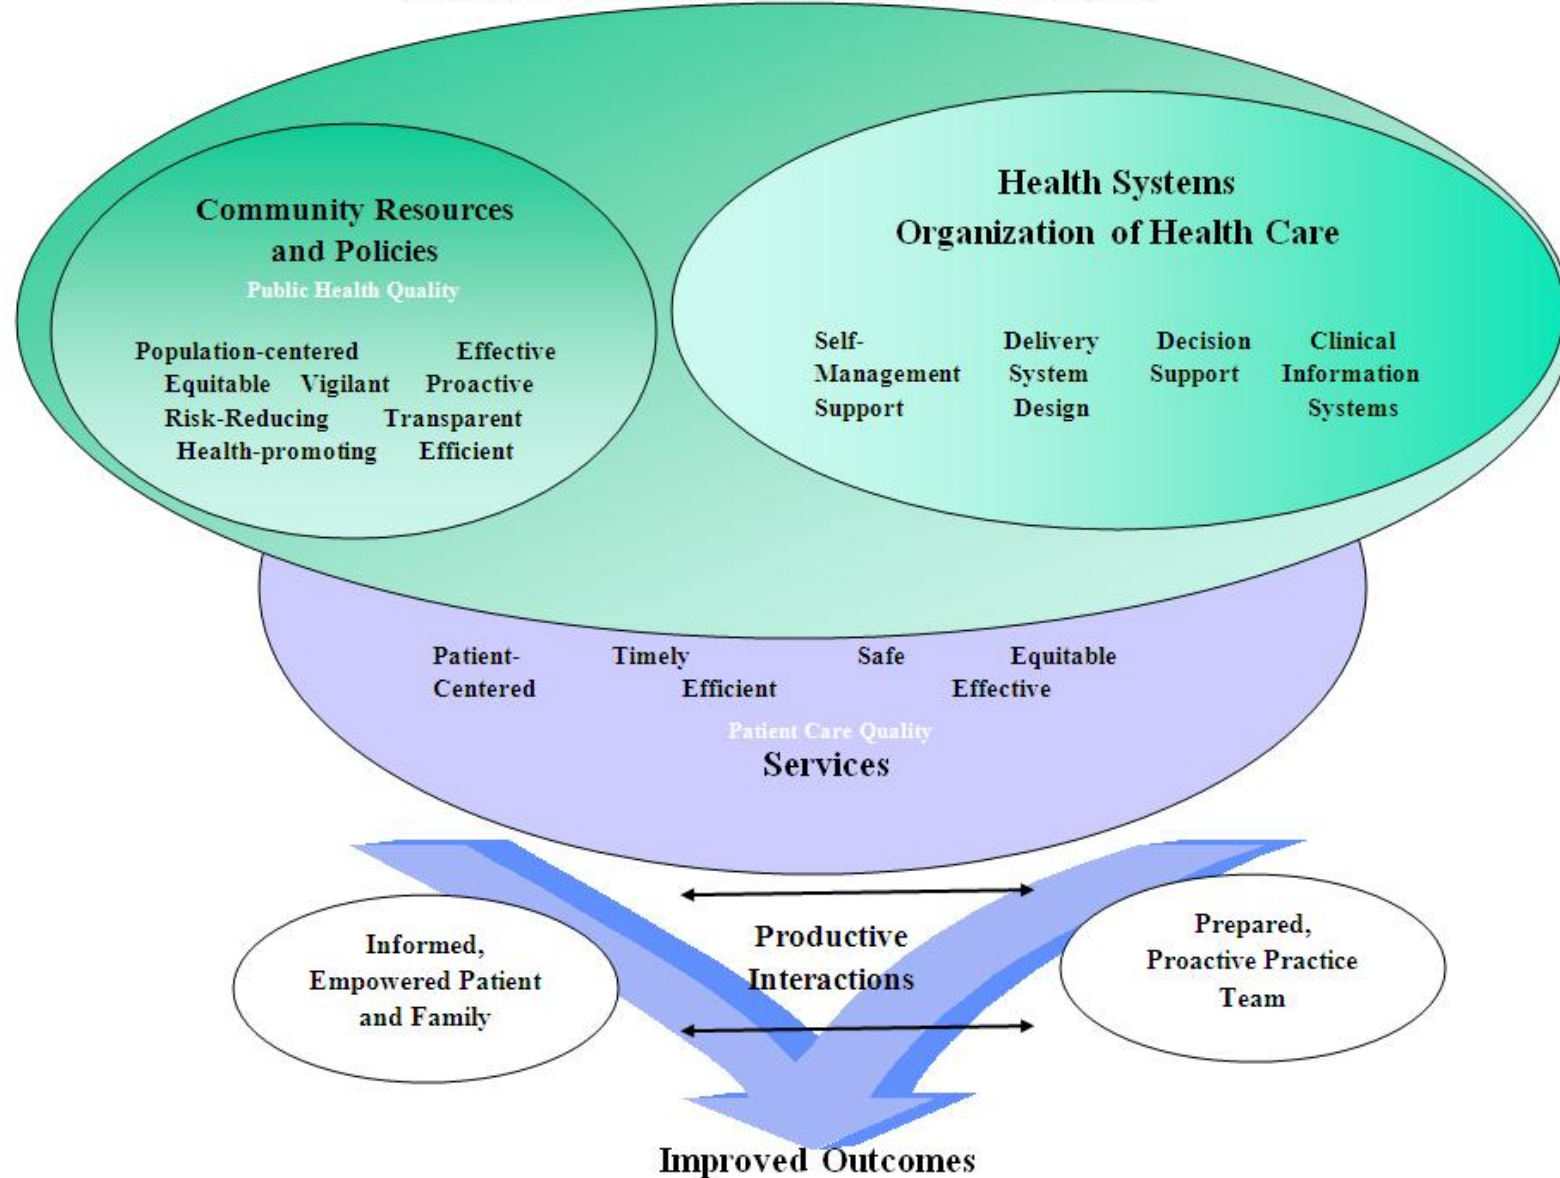 Community Resources
and Policies
Public Health Quality
Population-centered Effective
Equitable Vigilant Proactive
Risk-Reducing Transparent
Health-promoting Efficient
Health Systems
Organization of Health Care
Self-
Management
Support
Delivery
System
Design
Decision
Support
Clinical
Information
Systems
Patient-
Centered
Timely
Efficient
Safe
Effective
Equitable
Patient Care Quality
Services
Informed,
Empowered Patient
and Family
Productive
Interactions
Prepared,
Proactive Practice
Team
Improved Outcomes